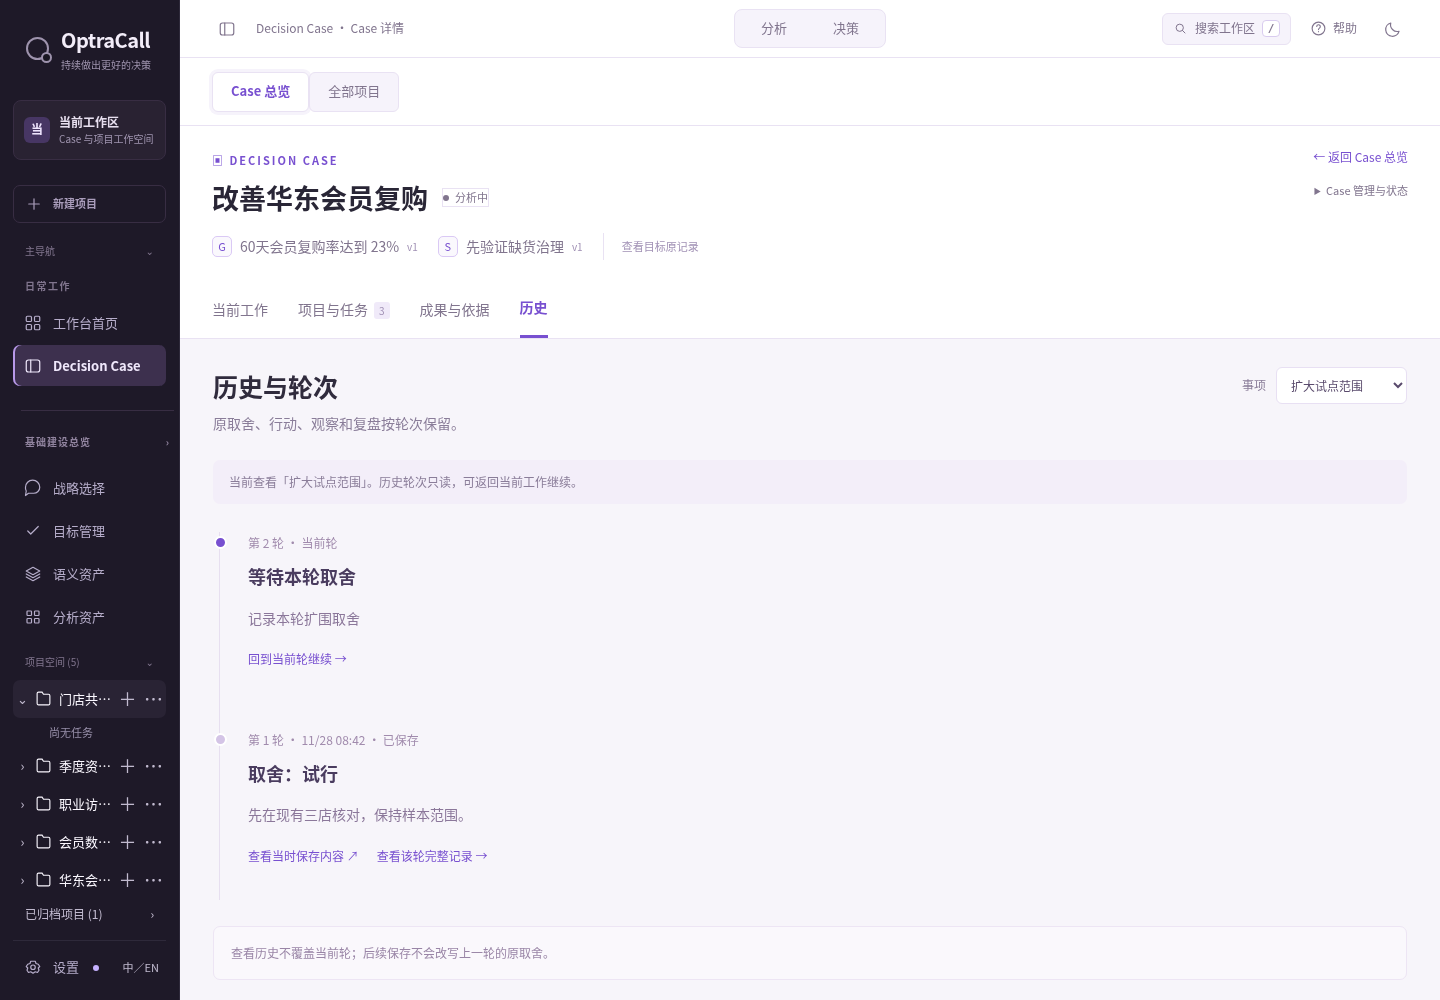 OptraCall
持续做出更好的决策
当 当前工作区
Case 与项目工作空间
新建项目
主导航
日常工作
工作台首页
Decision Case
基础建设总览
战略选择
目标管理
语义资产
分析资产
项目空间 (5)
门店共…
尚无任务
季度资…
职业访…
会员数…
华东会…
已归档项目 (1)
设置
中／EN
Decision Case • Case 详情
分析 决策
搜索工作区 /
帮助
Case 总览 全部项目
DECISION CASE
← 返回 Case 总览
改善华东会员复购 分析中
▶ Case 管理与状态
G 60天会员复购率达到 23% v1 S 先验证缺货治理 v1 查看目标原记录
当前工作 项目与任务 3 成果与依据 历史
历史与轮次
事项 扩大试点范围
原取舍、行动、观察和复盘按轮次保留。
当前查看「扩大试点范围」。历史轮次只读，可返回当前工作继续。
第 2 轮 • 当前轮
等待本轮取舍
记录本轮扩围取舍
回到当前轮继续 →
第 1 轮 • 11/28 08:42 • 已保存
取舍：试行
先在现有三店核对，保持样本范围。
查看当时保存内容 ↗ 查看该轮完整记录 →
查看历史不覆盖当前轮；后续保存不会改写上一轮的原取舍。